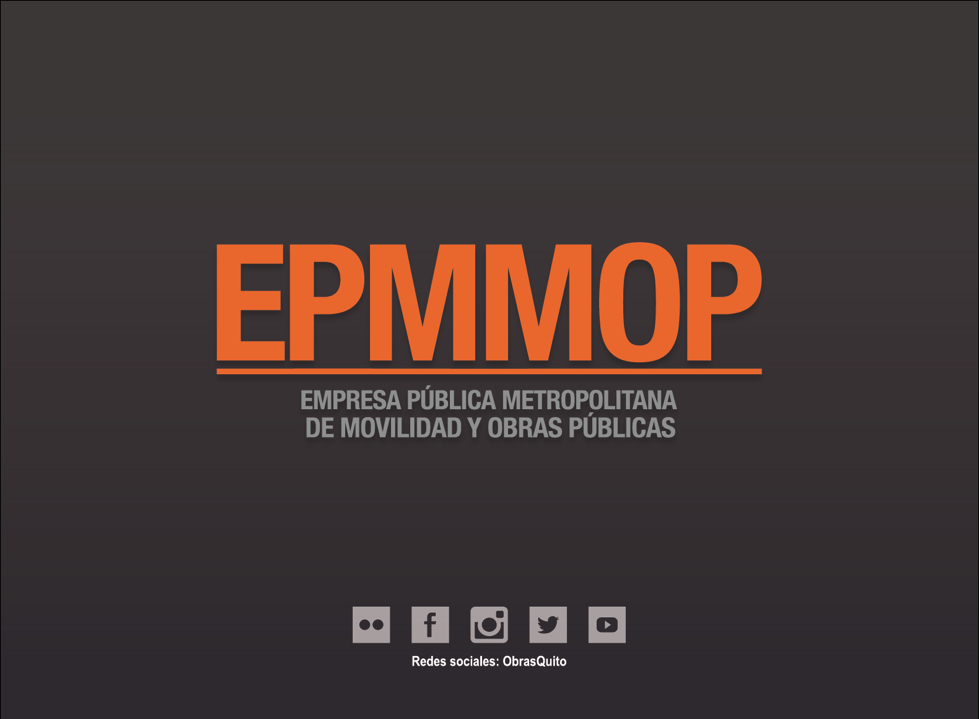 EPMMOP
EMPRESA PÚBLICA METROPOLITANA
DE MOVILIDAD Y OBRAS PÚBLICAS
Redes sociales: ObrasQuito